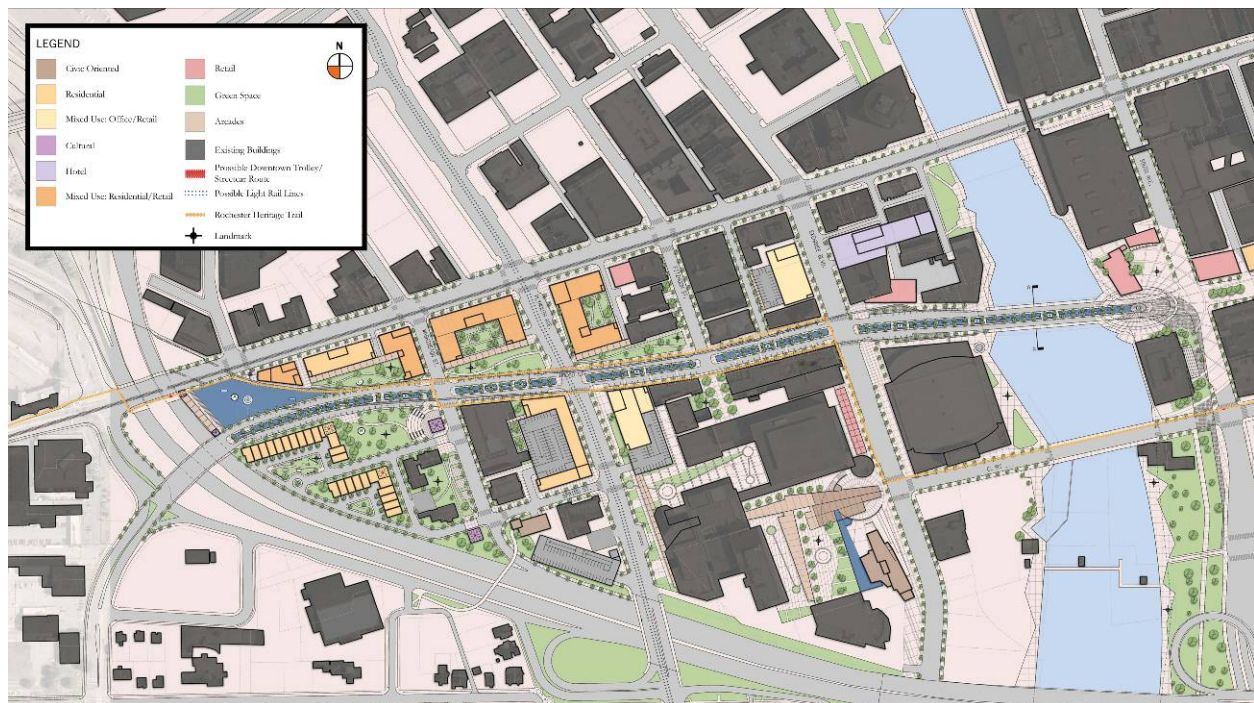 LEGEND
N
Civic Oriented
Residential
Mixed Use: Office/Retail
Cultural
Hotel
Mixed Use: Residential/Retail
Retail
Green Space
Arcades
Existing Buildings
Prossible Downtown Trolley/
Streetcar Route
Possible Light Rail Lines
Rochester Heritage Trail
Landmark